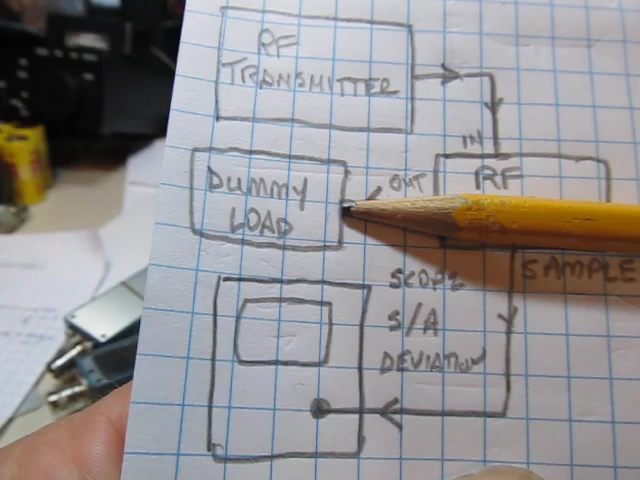 RF
TRANSMITTER
IN
RF
DUMMY
LOAD
OUT
SAMPLE
SCOPE
S/A
DEVIATION